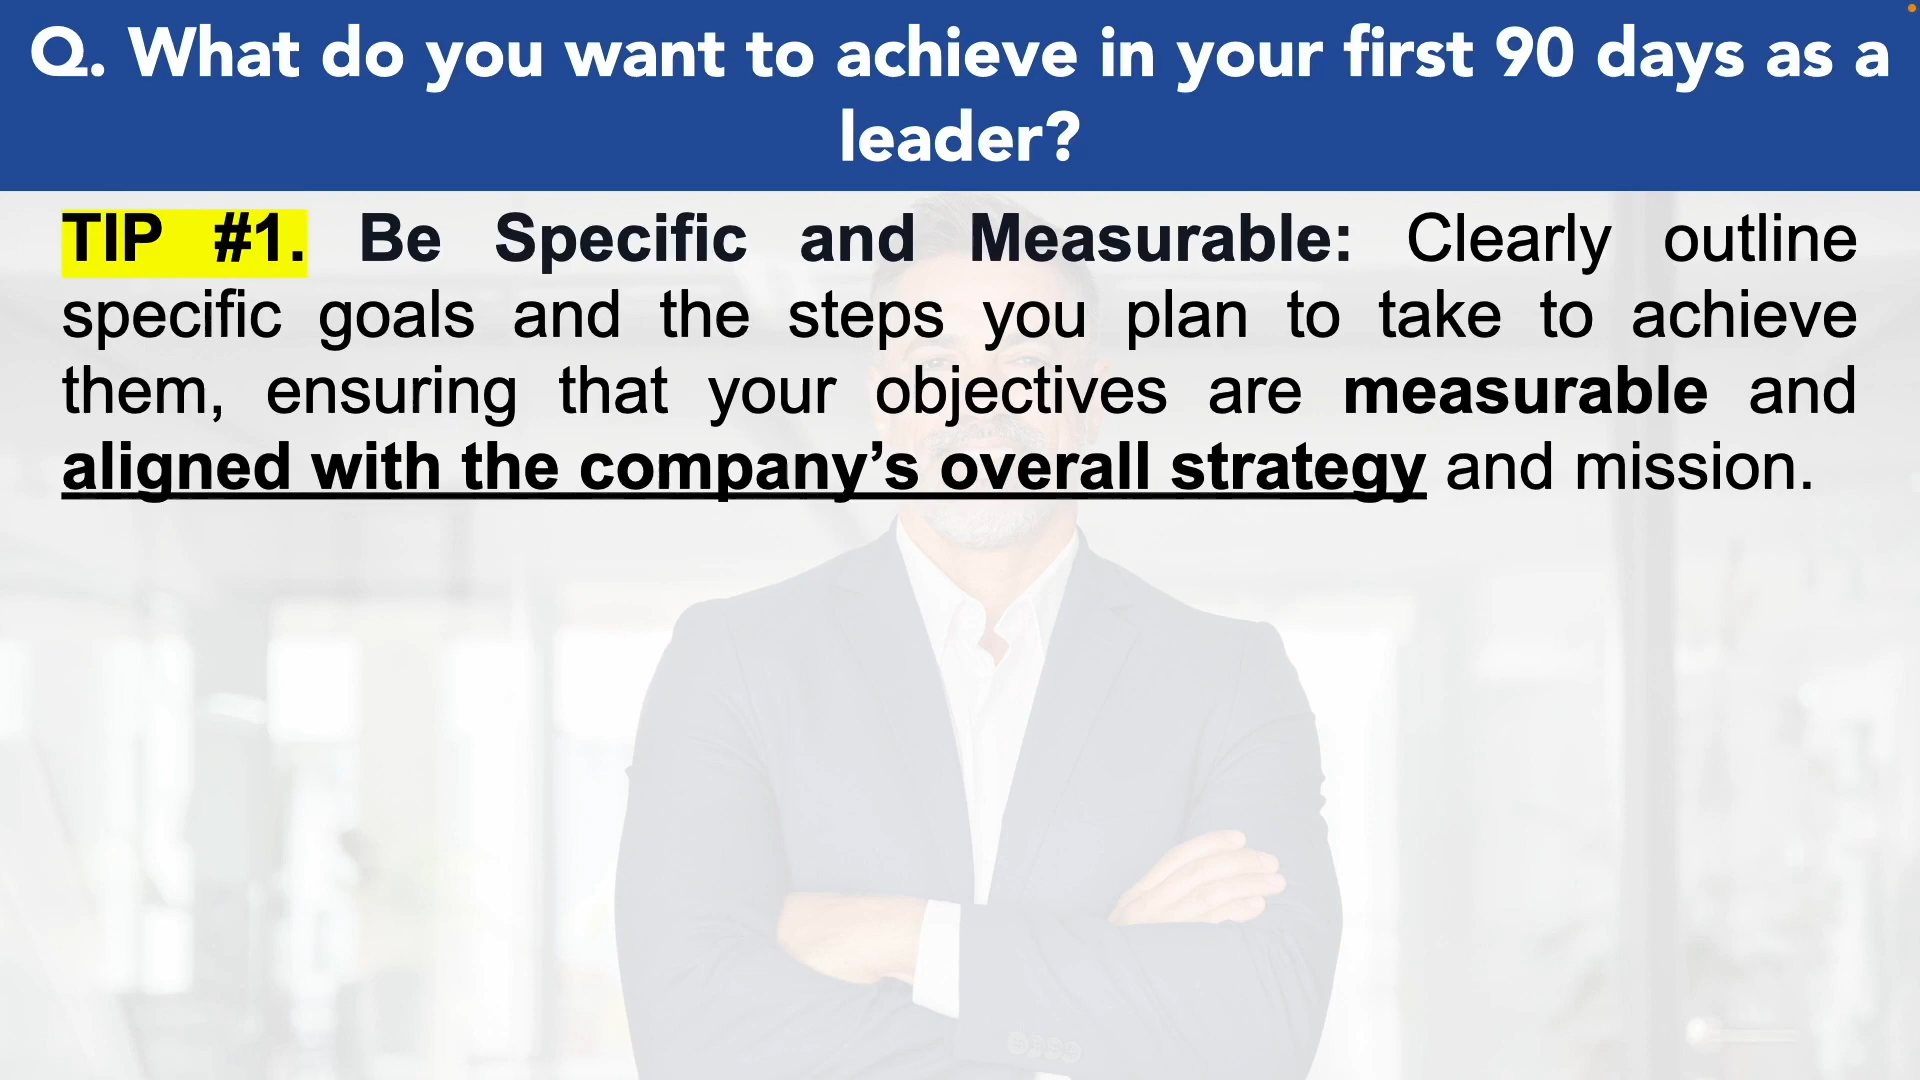 Q. What do you want to achieve in your first 90 days as a
leader?
TIP #1. Be Specific and Measurable: Clearly outline
specific goals and the steps you plan to take to achieve
them, ensuring that your objectives are measurable and
aligned with the company’s overall strategy and mission.